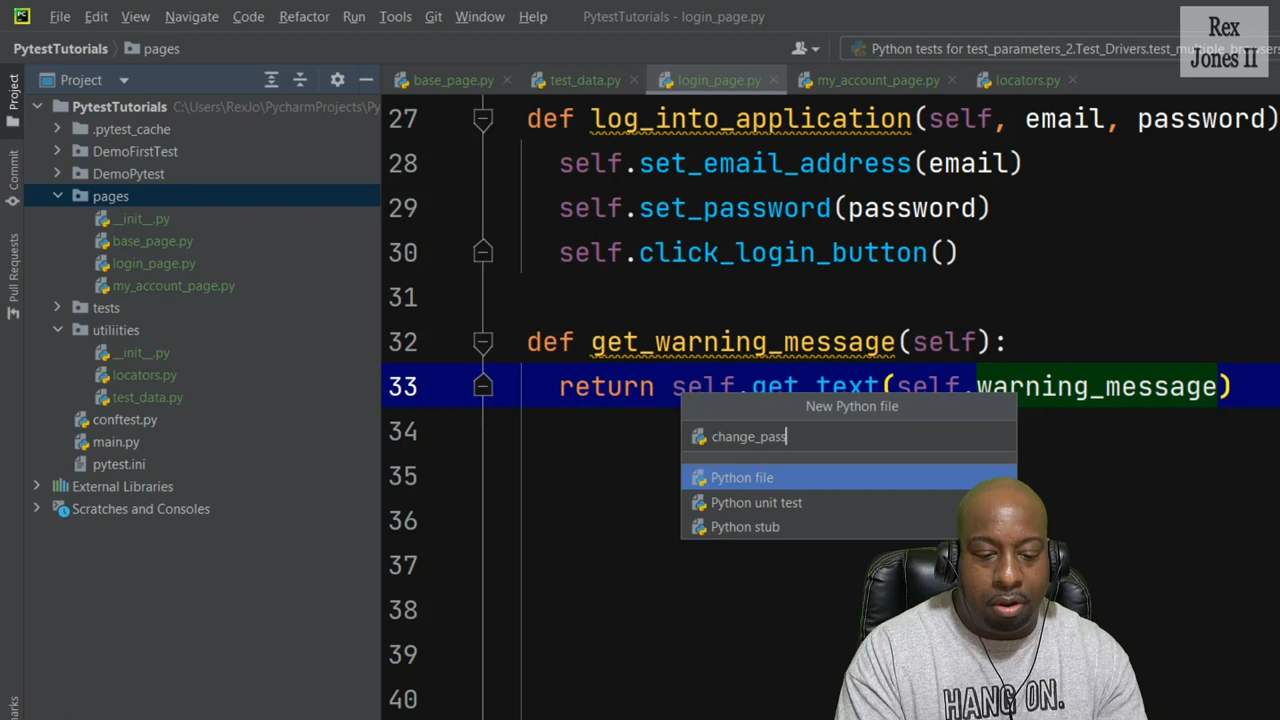 File Edit View Navigate Code Refactor Run Tools Git Window Help PytestTutorials - login_page.py
Rex
Jones II
PytestTutorials pages Python tests for test_parameters_2.Test_Drivers.test_multiple_browsers
Project
base_page.py test_data.py login_page.py my_account_page.py locators.py
Project
Commit
Pull Requests
PytestTutorials C:\Users\RexJo\PycharmProjects\Py
.pytest_cache
DemoFirstTest
DemoPytest
pages
__init__.py
base_page.py
login_page.py
my_account_page.py
tests
utiliities
__init__.py
locators.py
test_data.py
conftest.py
main.py
pytest.ini
External Libraries
Scratches and Consoles
27 def log_into_application(self, email, password)
28 self.set_email_address(email)
29 self.set_password(password)
30 self.click_login_button()
31
32 def get_warning_message(self):
33 return self.get_text(self.warning_message)
34
35
36
37
38
39
40
New Python file
change_pass
Python file
Python unit test
Python stub
HANG ON.